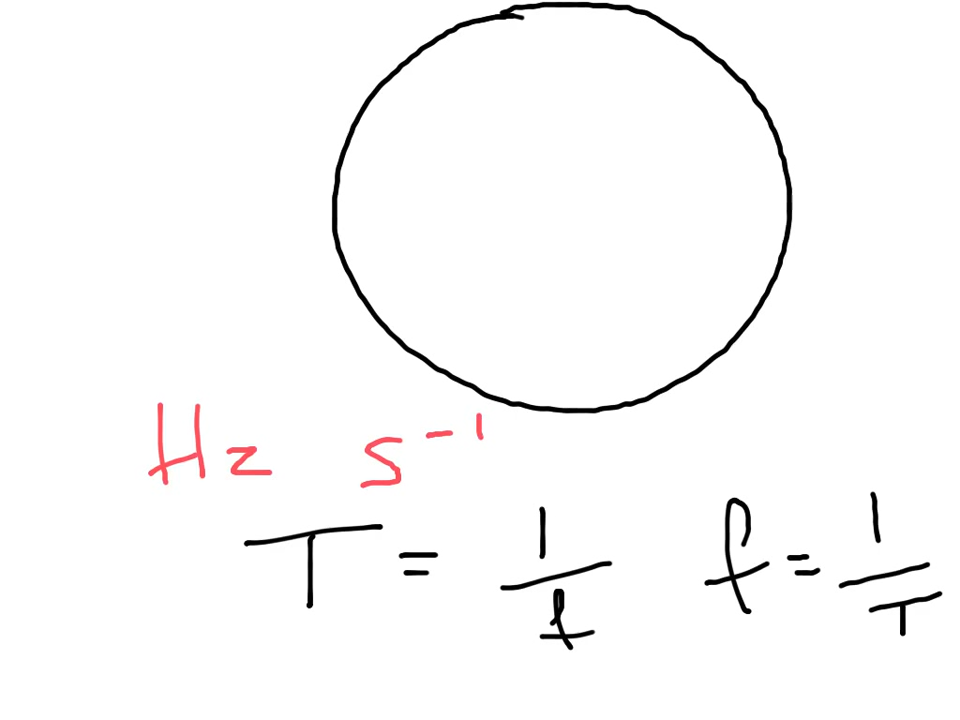 Hz s⁻¹
T = 1/f f = 1/T